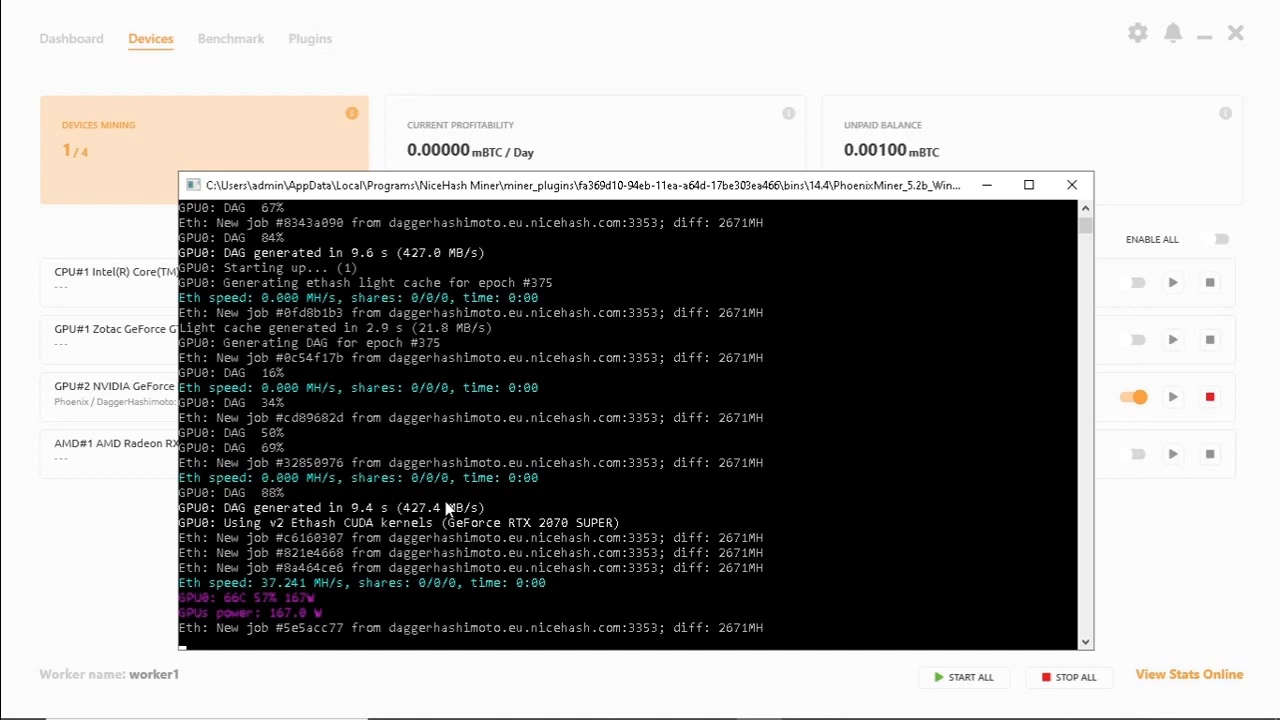 Dashboard Devices Benchmark Plugins
DEVICES MINING
1 / 4
CURRENT PROFITABILITY
0.00000 mBTC / Day
UNPAID BALANCE
0.00100 mBTC
C:\Users\admin\AppData\Local\Programs\NiceHash Miner\miner_plugins\fa369d10-94eb-11ea-a64d-17be303ea466\bins\14.4\PhoenixMiner_5.2b_Win...
GPU0: DAG 67%
Eth: New job #8343a090 from daggerhashimoto.eu.nicehash.com:3353; diff: 2671MH
GPU0: DAG 84%
GPU0: DAG generated in 9.6 s (427.0 MB/s)
GPU0: Starting up... (1)
GPU0: Generating ethash light cache for epoch #375
Eth speed: 0.000 MH/s, shares: 0/0/0, time: 0:00
Eth: New job #0fd8b1b3 from daggerhashimoto.eu.nicehash.com:3353; diff: 2671MH
Light cache generated in 2.9 s (21.8 MB/s)
GPU0: Generating DAG for epoch #375
Eth: New job #0c54f17b from daggerhashimoto.eu.nicehash.com:3353; diff: 2671MH
GPU0: DAG 16%
Eth speed: 0.000 MH/s, shares: 0/0/0, time: 0:00
GPU0: DAG 34%
Eth: New job #cd89682d from daggerhashimoto.eu.nicehash.com:3353; diff: 2671MH
GPU0: DAG 50%
GPU0: DAG 69%
Eth: New job #32850976 from daggerhashimoto.eu.nicehash.com:3353; diff: 2671MH
Eth speed: 0.000 MH/s, shares: 0/0/0, time: 0:00
GPU0: DAG 88%
GPU0: DAG generated in 9.4 s (427.4 MB/s)
GPU0: Using v2 Ethash CUDA kernels (GeForce RTX 2070 SUPER)
Eth: New job #c6160307 from daggerhashimoto.eu.nicehash.com:3353; diff: 2671MH
Eth: New job #821e4668 from daggerhashimoto.eu.nicehash.com:3353; diff: 2671MH
Eth: New job #8a464ce6 from daggerhashimoto.eu.nicehash.com:3353; diff: 2671MH
Eth speed: 37.241 MH/s, shares: 0/0/0, time: 0:00
GPU0: 66C 57% 167W
GPUs power: 167.0 W
Eth: New job #5e5acc77 from daggerhashimoto.eu.nicehash.com:3353; diff: 2671MH
ENABLE ALL
CPU#1 Intel(R) Core(TM)
---
GPU#1 Zotac GeForce G
---
GPU#2 NVIDIA GeForce
Phoenix / DaggerHashimoto:
AMD#1 AMD Radeon RX
---
Worker name: worker1
START ALL
STOP ALL
View Stats Online